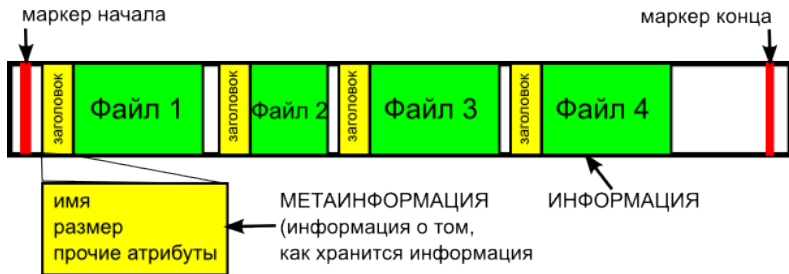 маркер начала
маркер конца
заголовок
Файл 1
заголовок
Файл 2
заголовок
Файл 3
заголовок
Файл 4
имя
размер
прочие атрибуты
МЕТАИНФОРМАЦИЯ
(информация о том,
как хранится информация
ИНФОРМАЦИЯ